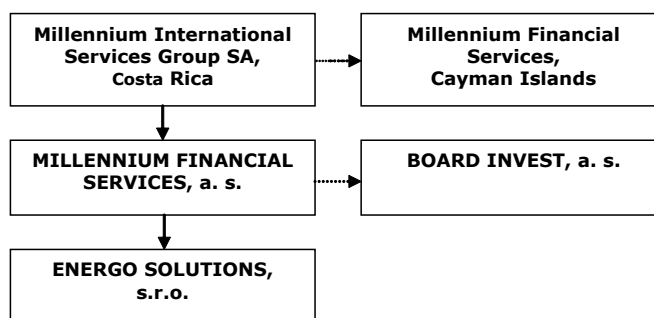 Millennium International
Services Group SA,
Costa Rica
Millennium Financial
Services,
Cayman Islands
MILLENNIUM FINANCIAL
SERVICES, a. s.
BOARD INVEST, a. s.
ENERGO SOLUTIONS,
s.r.o.